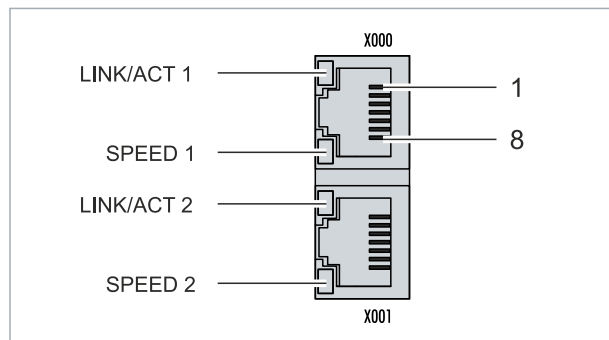 X000
LINK/ACT 1
1
8
SPEED 1
LINK/ACT 2
SPEED 2
X001